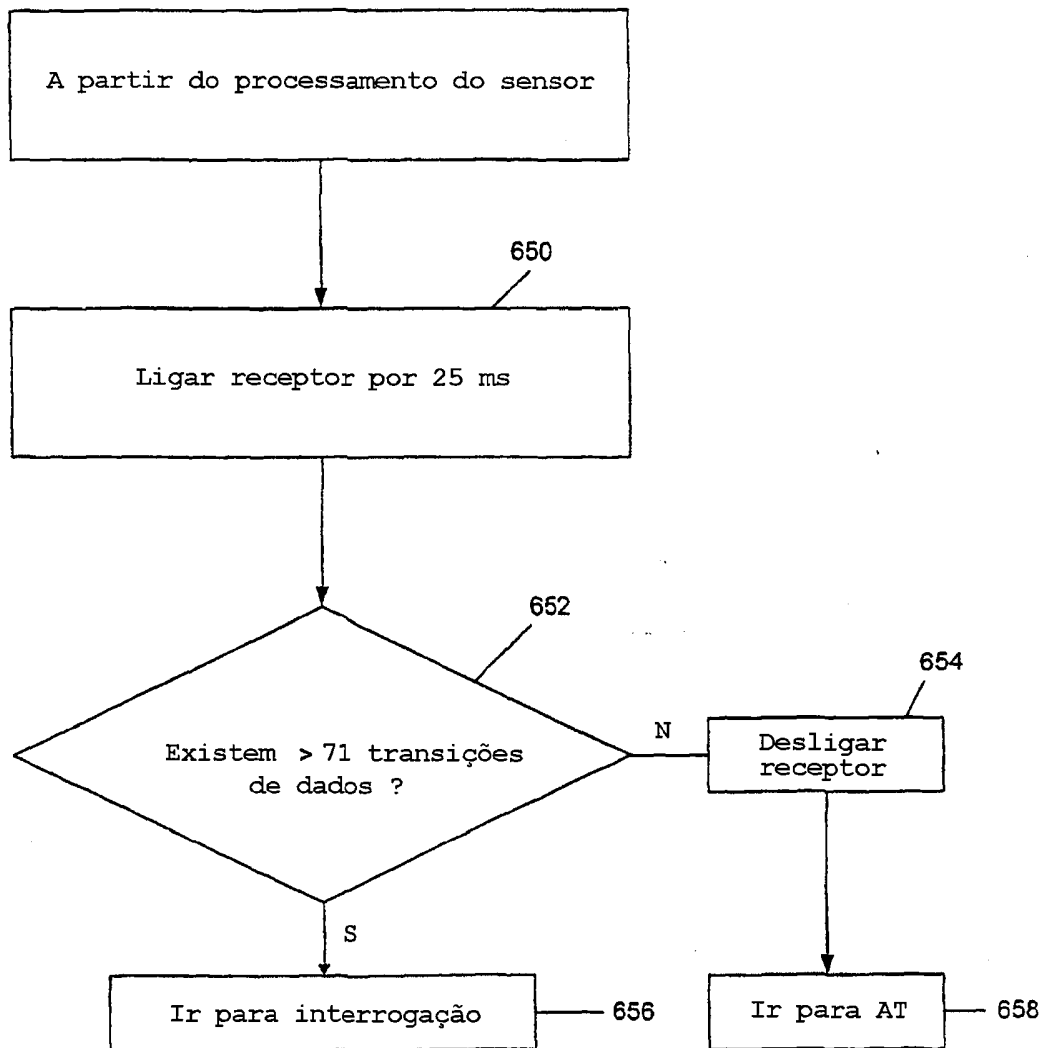 A partir do processamento do sensor
650
Ligar receptor por 25 ms
652
Existem > 71 transições
de dados ?
N
654
Desligar
receptor
S
Ir para interrogação
656
Ir para AT
658